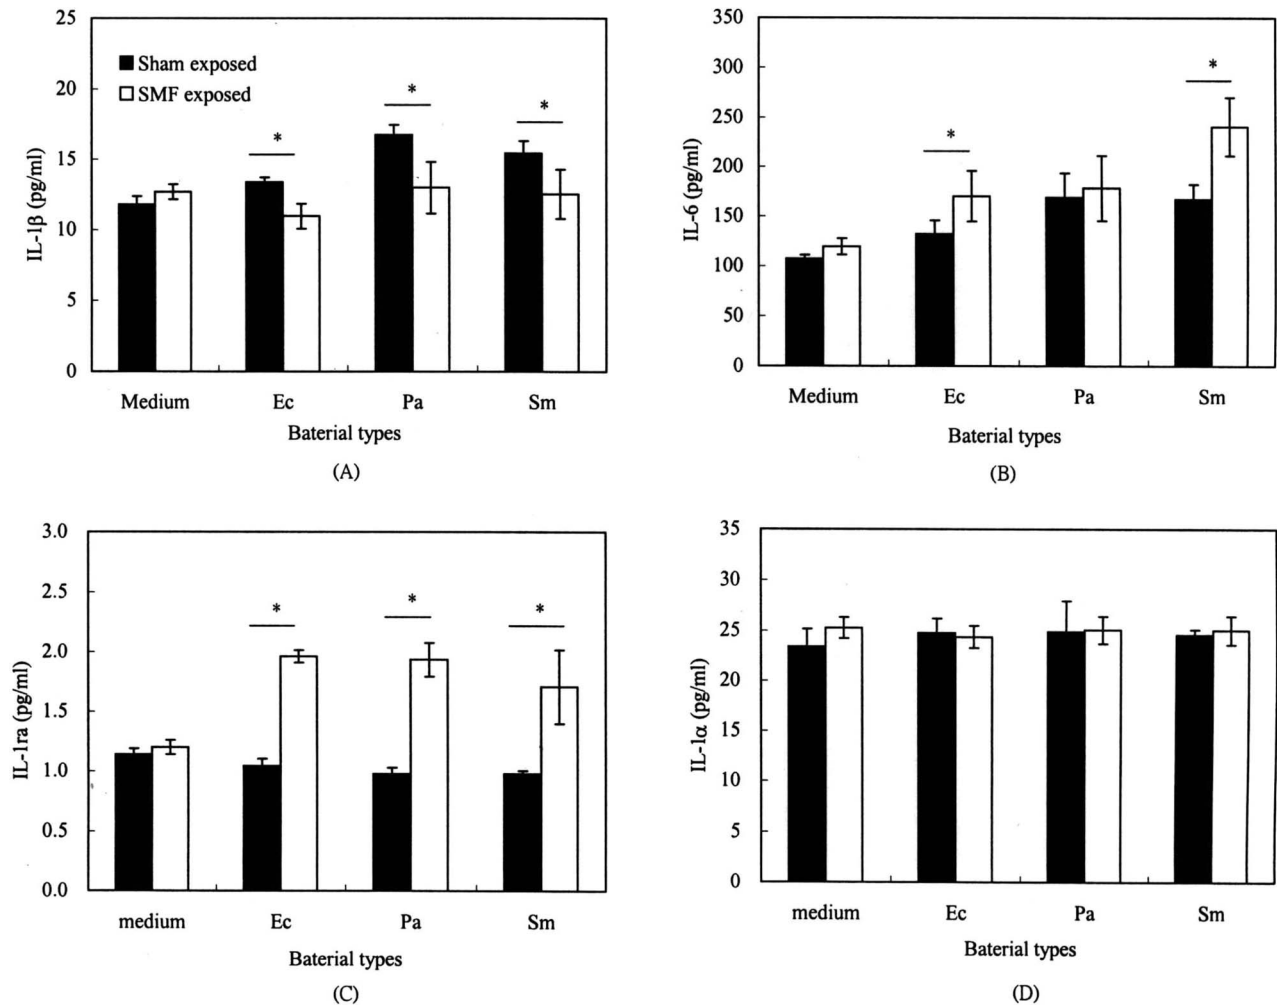 25
20
15
10
5
0
IL-1β (pg/ml)
Sham exposed
SMF exposed
*
*
*
Medium Ec Pa Sm
Baterial types
(A)
350
300
250
200
150
100
50
0
IL-6 (pg/ml)
*
*
Medium Ec Pa Sm
Baterial types
(B)
3.0
2.5
2.0
1.5
1.0
0.5
0.0
IL-1ra (pg/ml)
*
*
*
medium Ec Pa Sm
Baterial types
(C)
35
30
25
20
15
10
5
0
IL-1α (pg/ml)
medium Ec Pa Sm
Baterial types
(D)